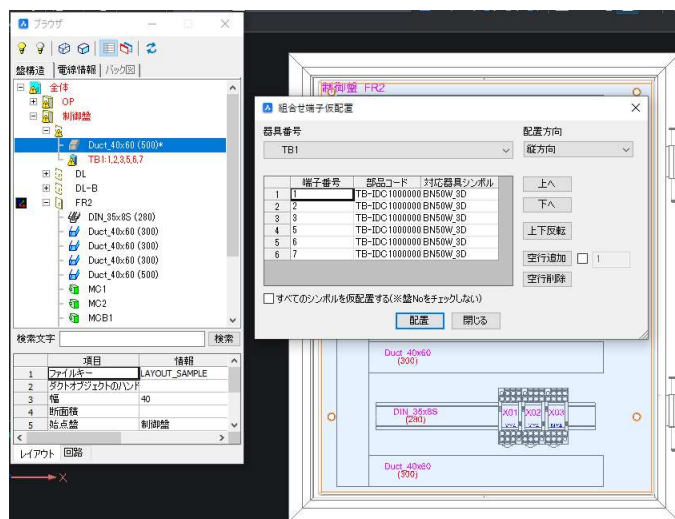 ブラウザ
盤構造 電線情報 パック図
全体
OP
制御盤
Duct_40x60 (500)*
TB1:1,2,3,5,6,7
DL
DL-B
FR2
DIN_35x8S (280)
Duct_40x60 (300)
Duct_40x60 (300)
Duct_40x60 (300)
Duct_40x60 (500)
MC1
MC2
MCB1
検索文字 検索
項目 情報
1 ファイルキー LAYOUT_SAMPLE
2 ダクトオブジェクトのハンド
3 幅 40
4 断面積
5 始点盤 制御盤
レイアウト 回路
X
制御盤 FR2
組合せ端子仮配置
器具番号 配置方向
TB1 縦方向
端子番号 部品コード 対応器具シンボル
1 1 TB-IDC1000000 BN50W_3D
2 2 TB-IDC1000000 BN50W_3D
3 3 TB-IDC1000000 BN50W_3D
4 5 TB-IDC1000000 BN50W_3D
5 6 TB-IDC1000000 BN50W_3D
6 7 TB-IDC1000000 BN50W_3D
上へ
下へ
上下反転
空行追加 1
空行削除
すべてのシンボルを仮配置する(※盤Noをチェックしない)
配置 閉じる
Duct_40x60
(300)
DIN_35x8S
(280)
X01 X02 X03
Duct_40x60
(300)